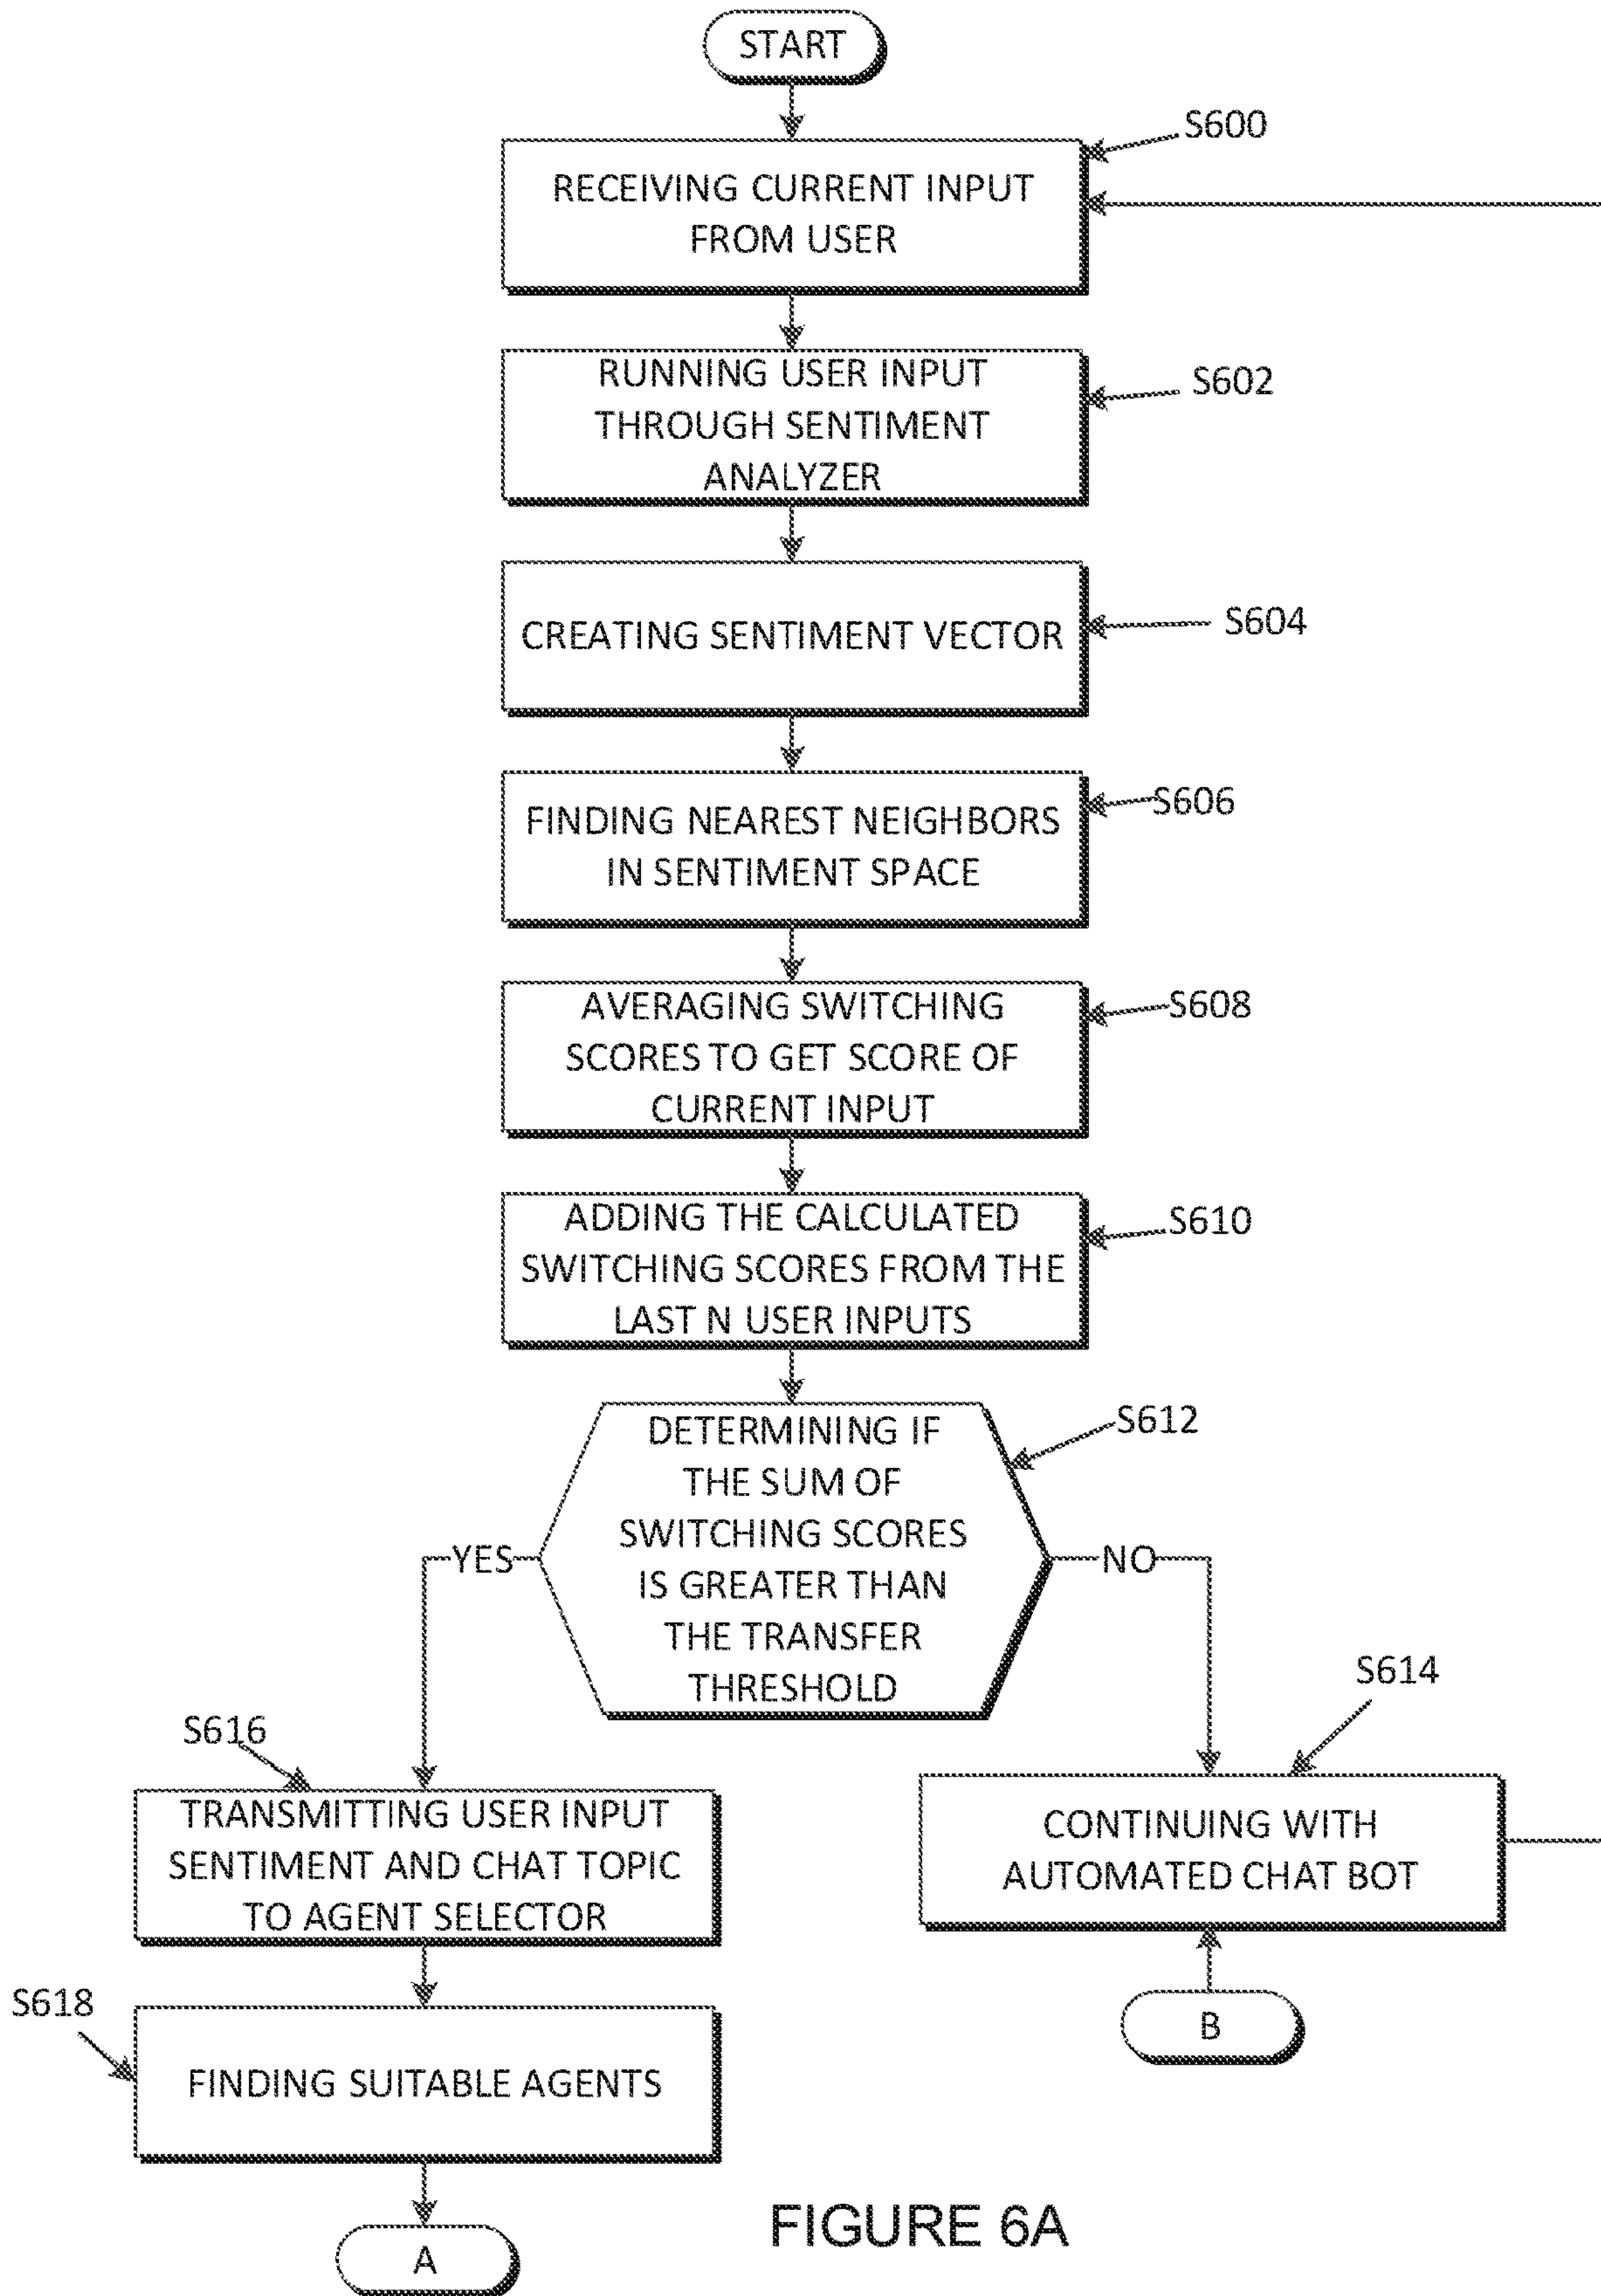 START
S600
RECEIVING CURRENT INPUT
FROM USER
S602
RUNNING USER INPUT
THROUGH SENTIMENT
ANALYZER
S604
CREATING SENTIMENT VECTOR
S606
FINDING NEAREST NEIGHBORS
IN SENTIMENT SPACE
S608
AVERAGING SWITCHING
SCORES TO GET SCORE OF
CURRENT INPUT
S610
ADDING THE CALCULATED
SWITCHING SCORES FROM THE
LAST N USER INPUTS
S612
DETERMINING IF
THE SUM OF
SWITCHING SCORES
IS GREATER THAN
THE TRANSFER
THRESHOLD
YES
NO
S616
TRANSMITTING USER INPUT
SENTIMENT AND CHAT TOPIC
TO AGENT SELECTOR
S614
CONTINUING WITH
AUTOMATED CHAT BOT
S618
FINDING SUITABLE AGENTS
B
A
FIGURE 6A